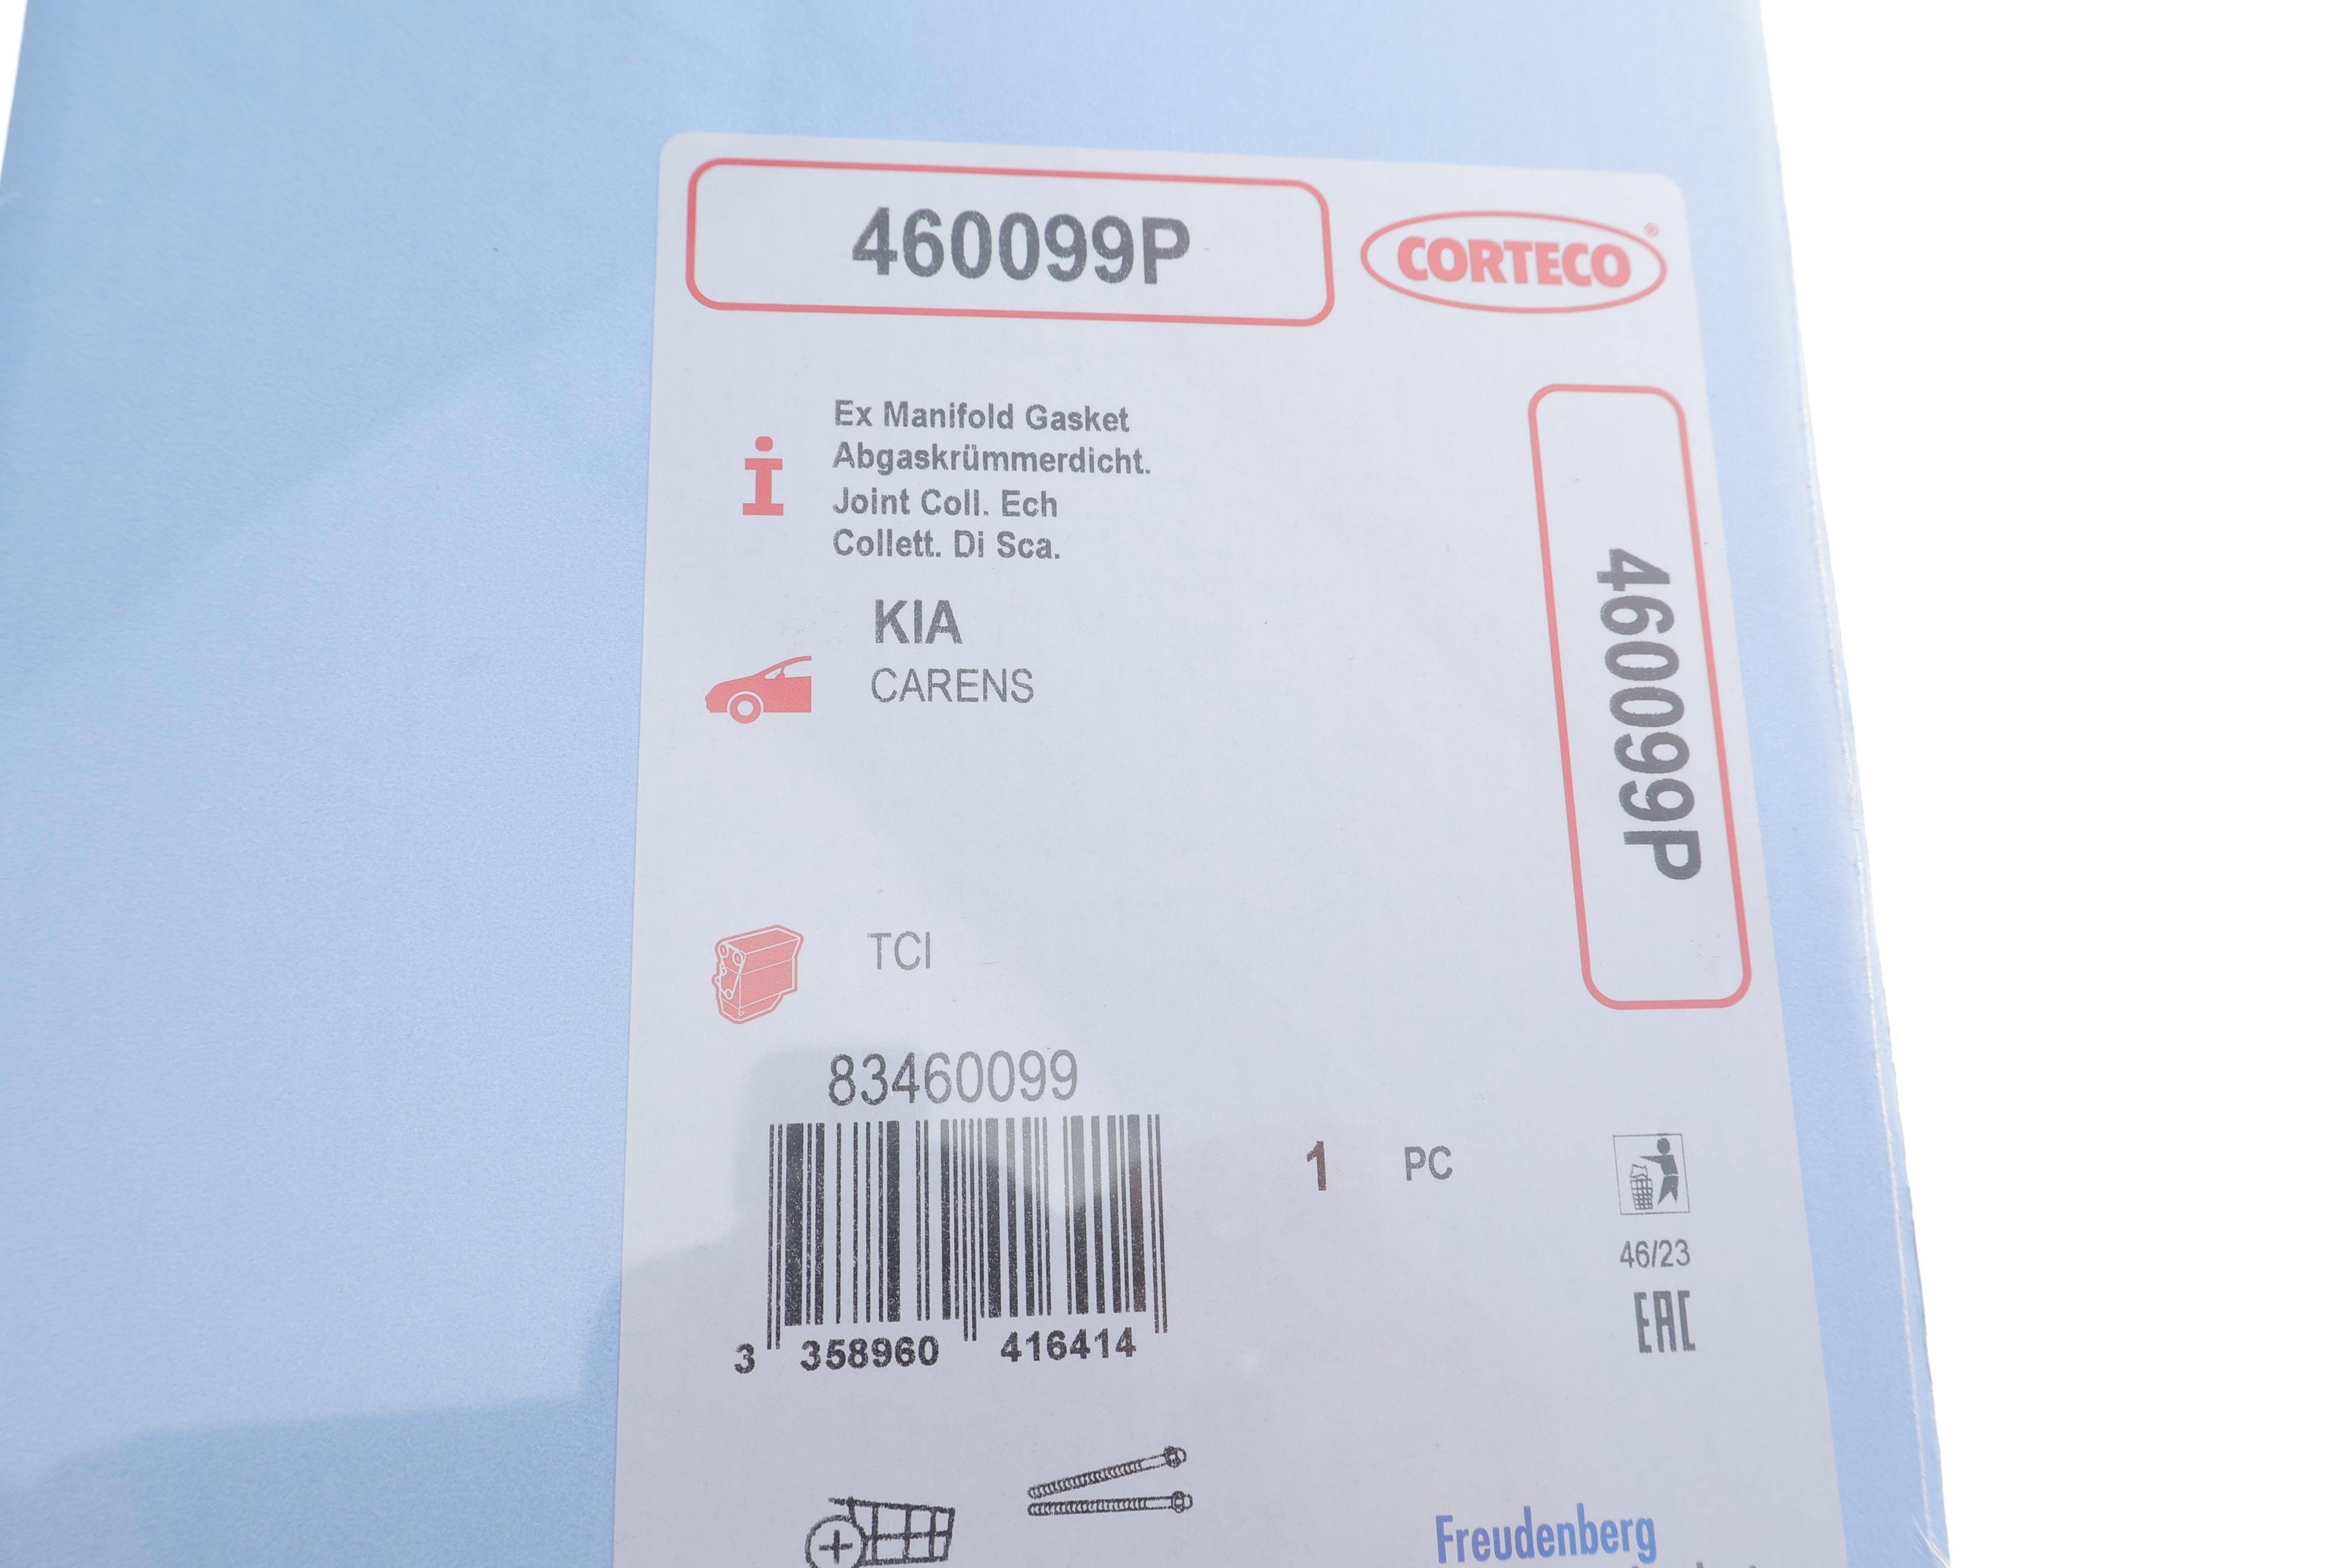 460099P
CORTECO®
Ex Manifold Gasket
Abgaskrümmerdicht.
Joint Coll. Ech
Collett. Di Sca.
KIA
CARENS
460099P
TCI
83460099
1 PC
3 358960 416414
46/23
EAC
Freudenberg